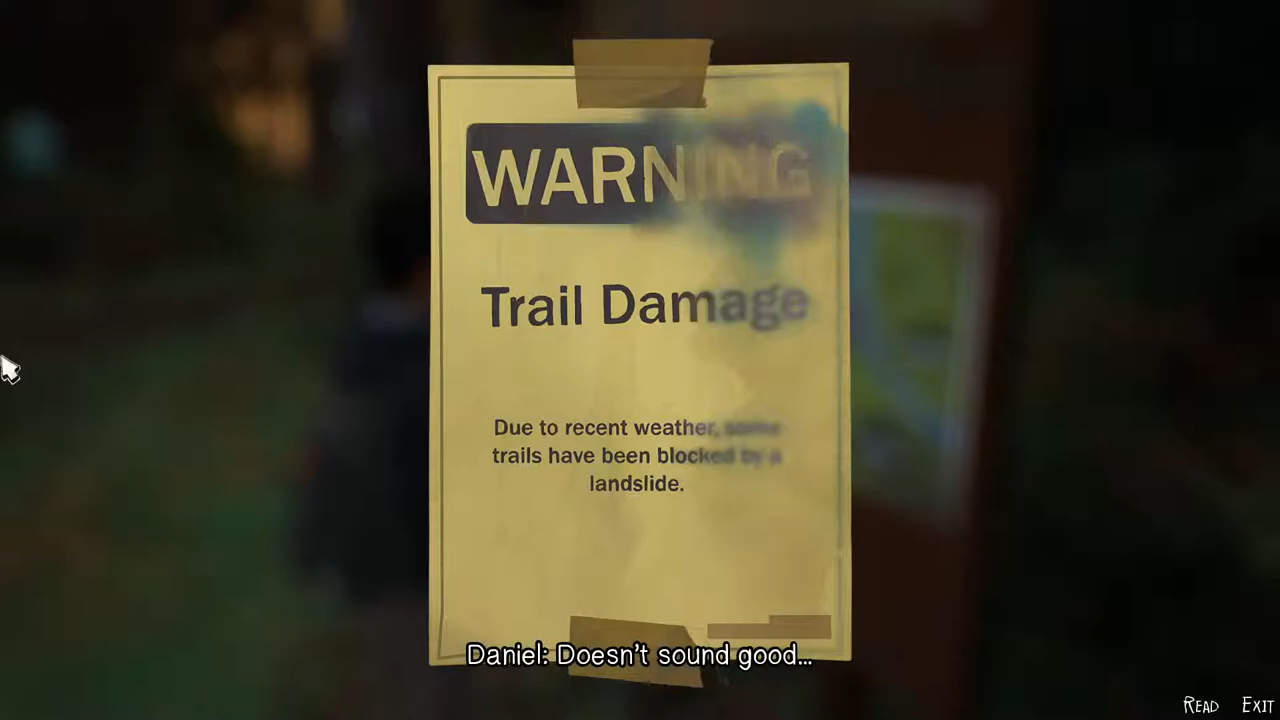 WARNING
Trail Damage
Due to recent weather, some
trails have been blocked by a
landslide.
Daniel: Doesn't sound good...
READ EXIT